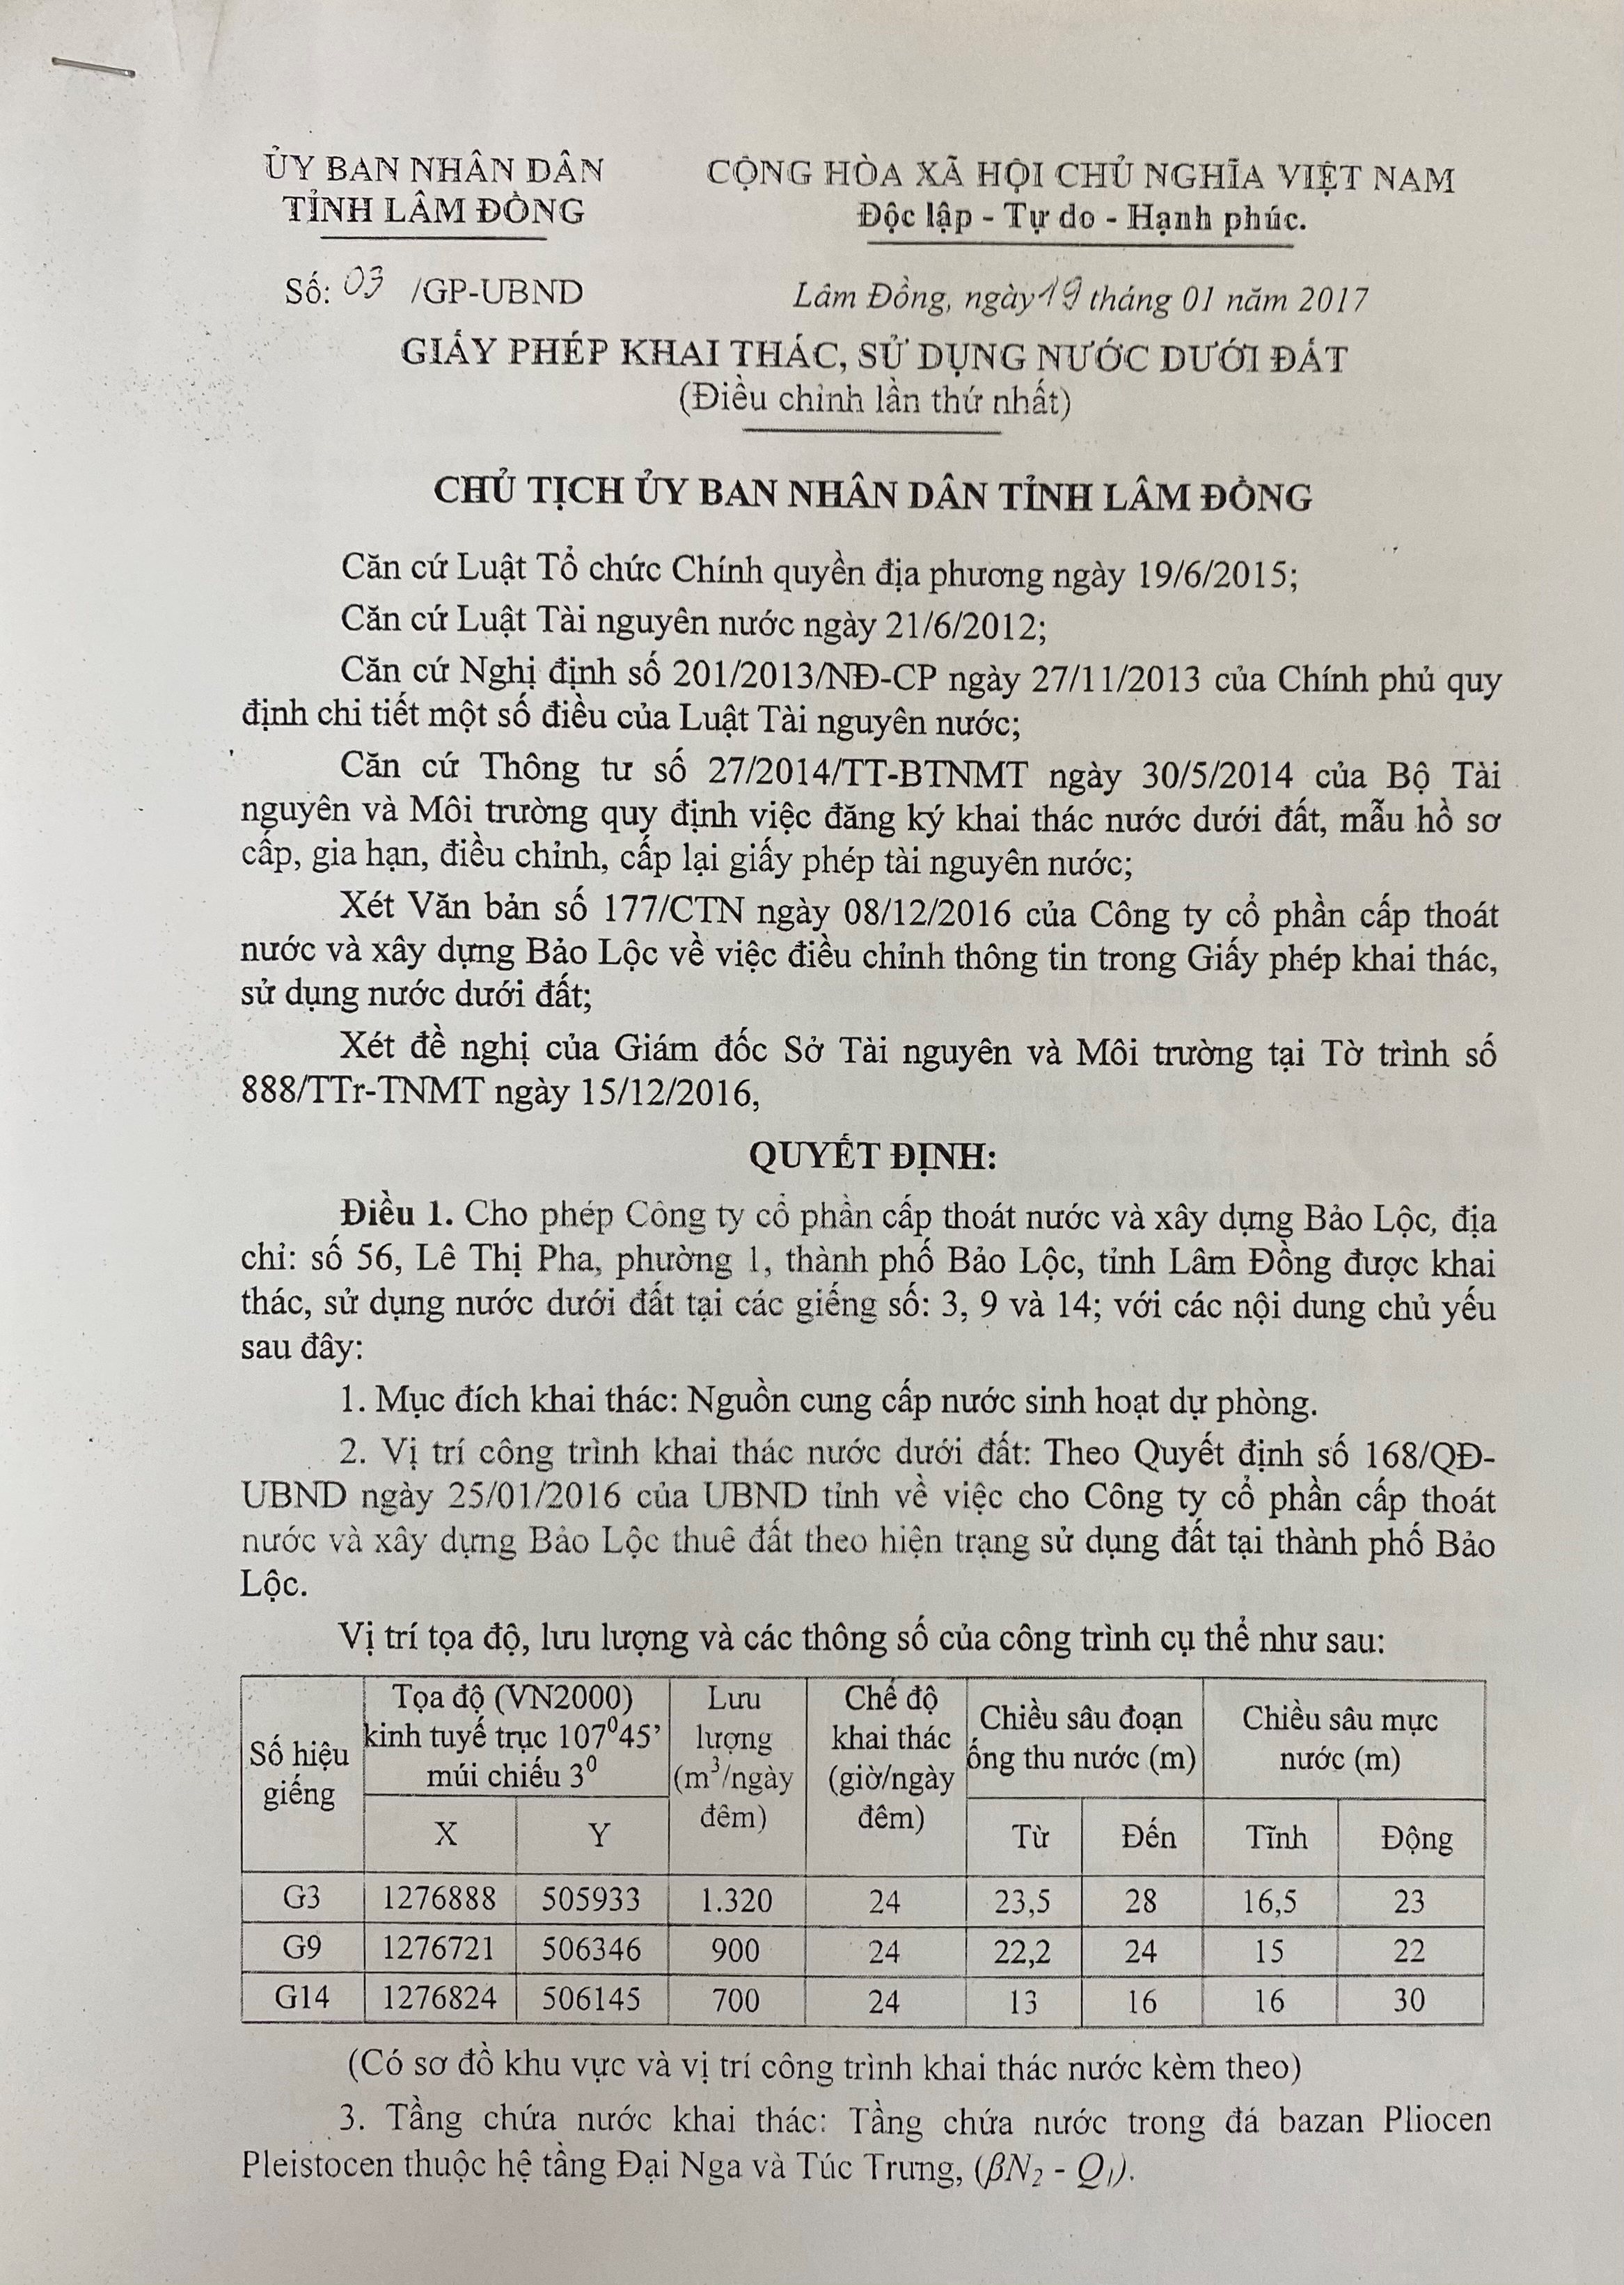 ỦY BAN NHÂN DÂN
TỈNH LÂM ĐỒNG
CỘNG HÒA XÃ HỘI CHỦ NGHĨA VIỆT NAM
Độc lập - Tự do - Hạnh phúc.
Số: 03 /GP-UBND
Lâm Đồng, ngày 19 tháng 01 năm 2017
GIẤY PHÉP KHAI THÁC, SỬ DỤNG NƯỚC DƯỚI ĐẤT
(Điều chỉnh lần thứ nhất)
CHỦ TỊCH ỦY BAN NHÂN DÂN TỈNH LÂM ĐỒNG
Căn cứ Luật Tổ chức Chính quyền địa phương ngày 19/6/2015;
Căn cứ Luật Tài nguyên nước ngày 21/6/2012;
Căn cứ Nghị định số 201/2013/NĐ-CP ngày 27/11/2013 của Chính phủ quy
định chi tiết một số điều của Luật Tài nguyên nước;
Căn cứ Thông tư số 27/2014/TT-BTNMT ngày 30/5/2014 của Bộ Tài
nguyên và Môi trường quy định việc đăng ký khai thác nước dưới đất, mẫu hồ sơ
cấp, gia hạn, điều chỉnh, cấp lại giấy phép tài nguyên nước;
Xét Văn bản số 177/CTN ngày 08/12/2016 của Công ty cổ phần cấp thoát
nước và xây dựng Bảo Lộc về việc điều chỉnh thông tin trong Giấy phép khai thác,
sử dụng nước dưới đất;
Xét đề nghị của Giám đốc Sở Tài nguyên và Môi trường tại Tờ trình số
888/TTr-TNMT ngày 15/12/2016,
QUYẾT ĐỊNH:
Điều 1. Cho phép Công ty cổ phần cấp thoát nước và xây dựng Bảo Lộc, địa
chỉ: số 56, Lê Thị Pha, phường 1, thành phố Bảo Lộc, tỉnh Lâm Đồng được khai
thác, sử dụng nước dưới đất tại các giếng số: 3, 9 và 14; với các nội dung chủ yếu
sau đây:
1. Mục đích khai thác: Nguồn cung cấp nước sinh hoạt dự phòng.
2. Vị trí công trình khai thác nước dưới đất: Theo Quyết định số 168/QĐ-
UBND ngày 25/01/2016 của UBND tỉnh về việc cho Công ty cổ phần cấp thoát
nước và xây dựng Bảo Lộc thuê đất theo hiện trạng sử dụng đất tại thành phố Bảo
Lộc.
Vị trí tọa độ, lưu lượng và các thông số của công trình cụ thể như sau:
Số hiệu
giếng
Tọa độ (VN2000)
kinh tuyế trục 107⁰45’
múi chiếu 3⁰
X Y
Lưu
lượng
(m³/ngày
đêm)
Chế độ
khai thác
(giờ/ngày
đêm)
Chiều sâu đoạn
ống thu nước (m)
Từ Đến
Chiều sâu mực
nước (m)
Tĩnh Động
G3 1276888 505933 1.320 24 23,5 28 16,5 23
G9 1276721 506346 900 24 22,2 24 15 22
G14 1276824 506145 700 24 13 16 16 30
(Có sơ đồ khu vực và vị trí công trình khai thác nước kèm theo)
3. Tầng chứa nước khai thác: Tầng chứa nước trong đá bazan Pliocen
Pleistocen thuộc hệ tầng Đại Nga và Túc Trưng, (βN₂ - Q₁).